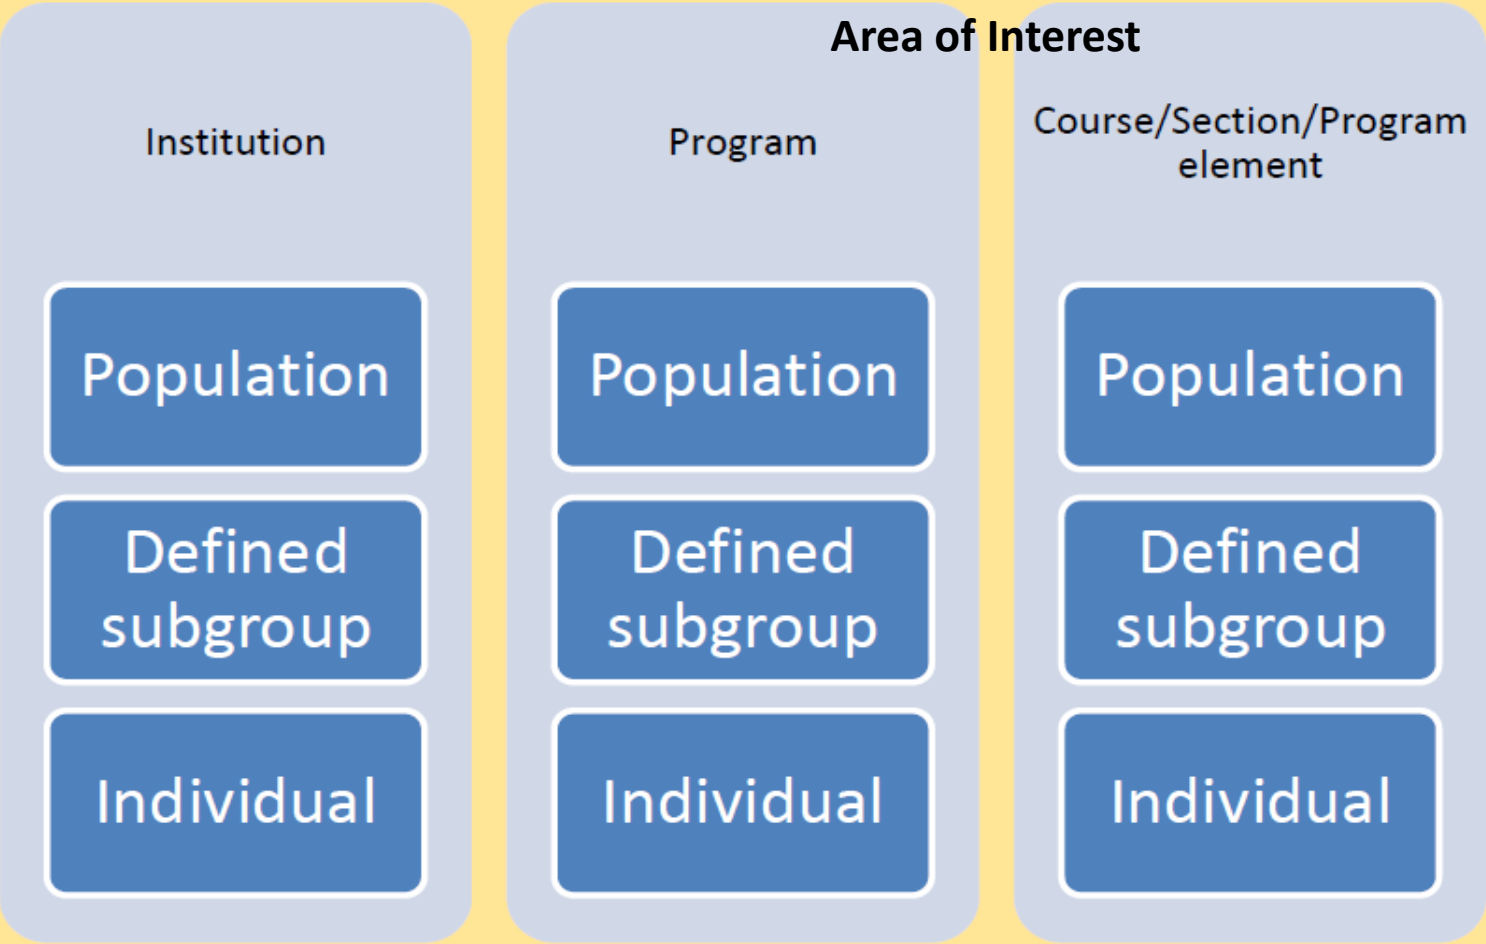 Area of Interest
Institution
Program
Course/Section/Program
element
Population
Population
Population
Defined
subgroup
Defined
subgroup
Defined
subgroup
Individual
Individual
Individual